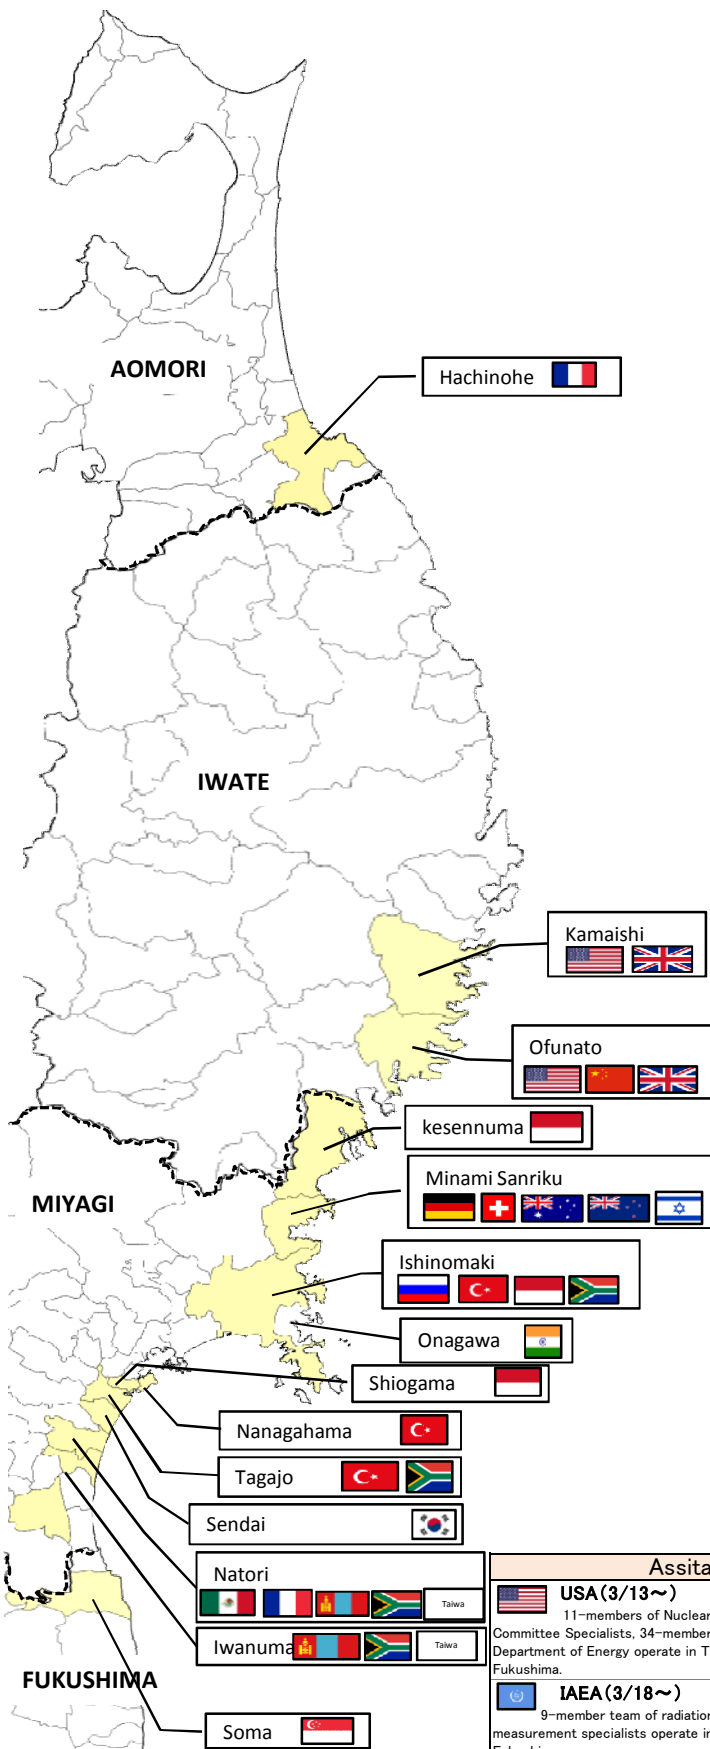 AOMORI
Hachinohe
IWATE
Kamaishi
Ofunato
kesennuma
Minami Sanriku
MIYAGI
Ishinomaki
Onagawa
Shiogama
Nanagahama
Tagajo
Sendai
Natori
Taiwa
Iwanuma
Taiwa
FUKUSHIMA
Soma
Assita
USA(3/13～)
11-members of Nuclear
Committee Specialists, 34-member
Department of Energy operate in T
Fukushima.
IAEA(3/18～)
9-member team of radiation
measurement specialists operate in